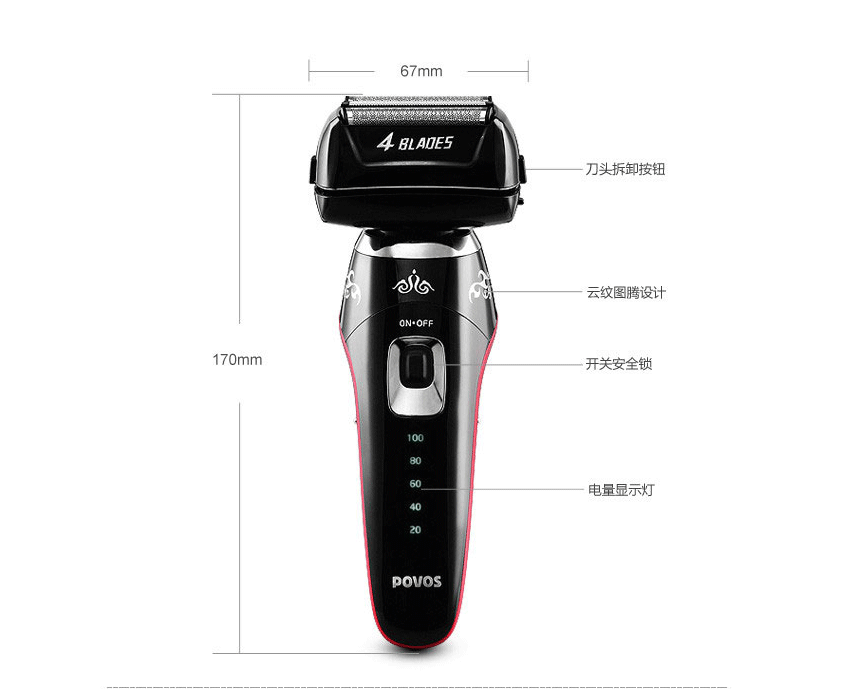 67mm
4 BLADES
刀头拆卸按钮
云纹图腾设计
ON•OFF
170mm
开关安全锁
100
80
60
电量显示灯
40
20
POVOS